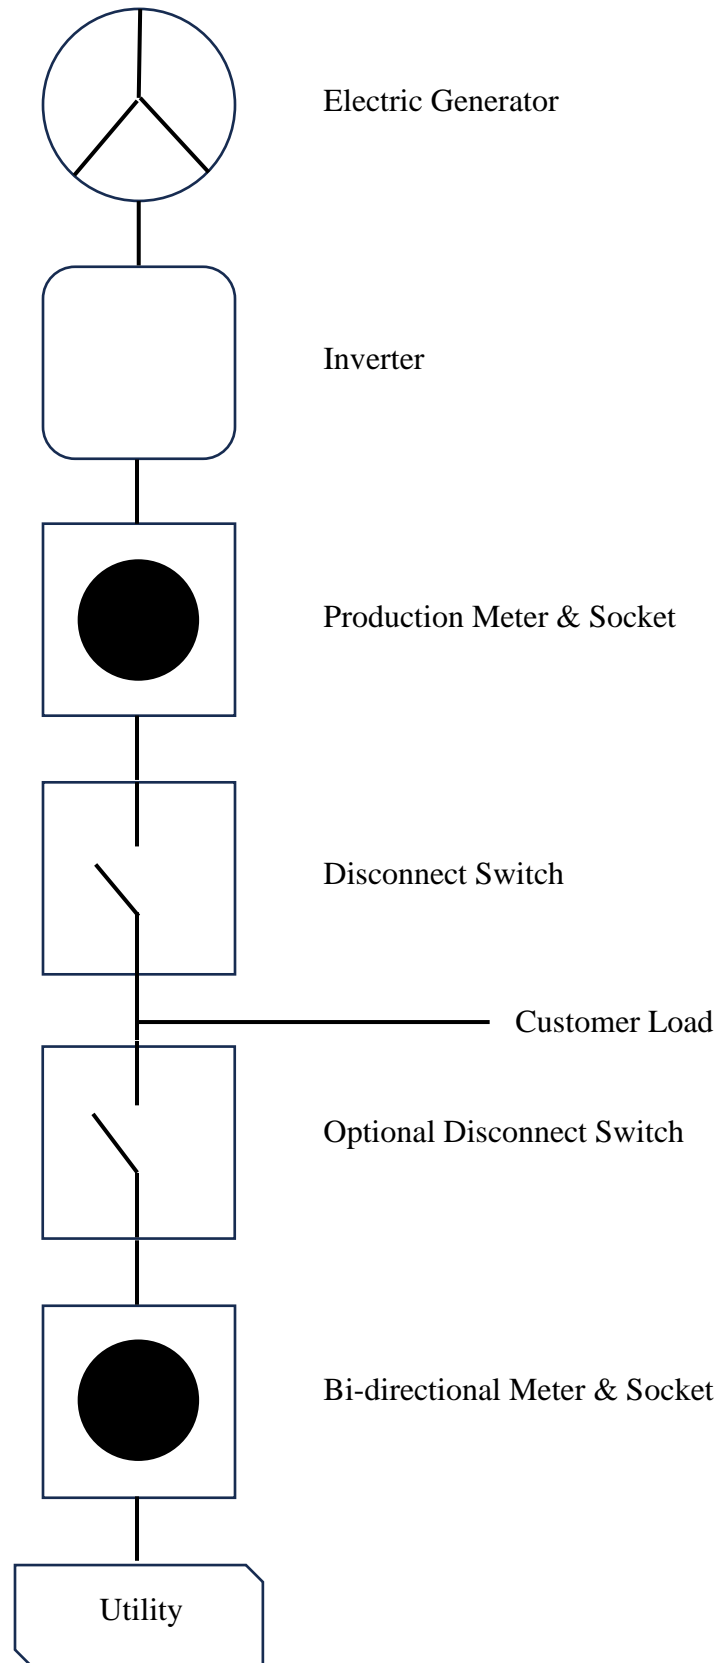 Electric Generator
Inverter
Production Meter & Socket
Disconnect Switch
Customer Load
Optional Disconnect Switch
Bi-directional Meter & Socket
Utility